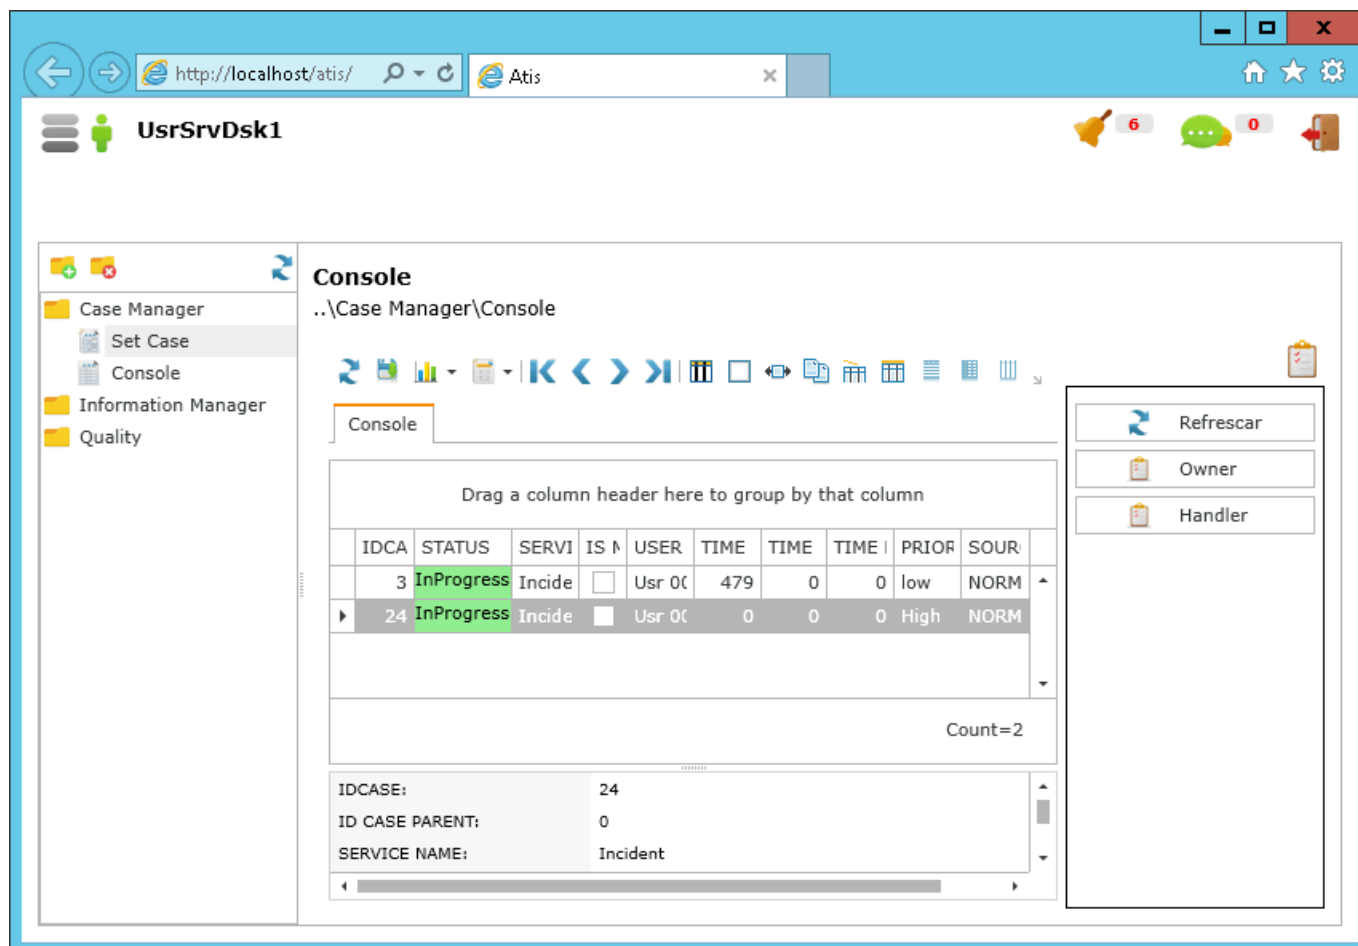 http://localhost/atis/
Atis
UsrSrvDsk1
6
0
Console
..\Case Manager\Console
Case Manager
Set Case
Console
Information Manager
Quality
Console
Refrescar
Owner
Handler
Drag a column header here to group by that column
IDCA STATUS SERVI IS USER TIME TIME TIME PRIOR SOUR
3 InProgress Incide Usr 479 0 0 low NORM
24 InProgress Incide Usr 0 0 0 High NORM
Count=2
IDCASE: 24
ID CASE PARENT: 0
SERVICE NAME: Incident